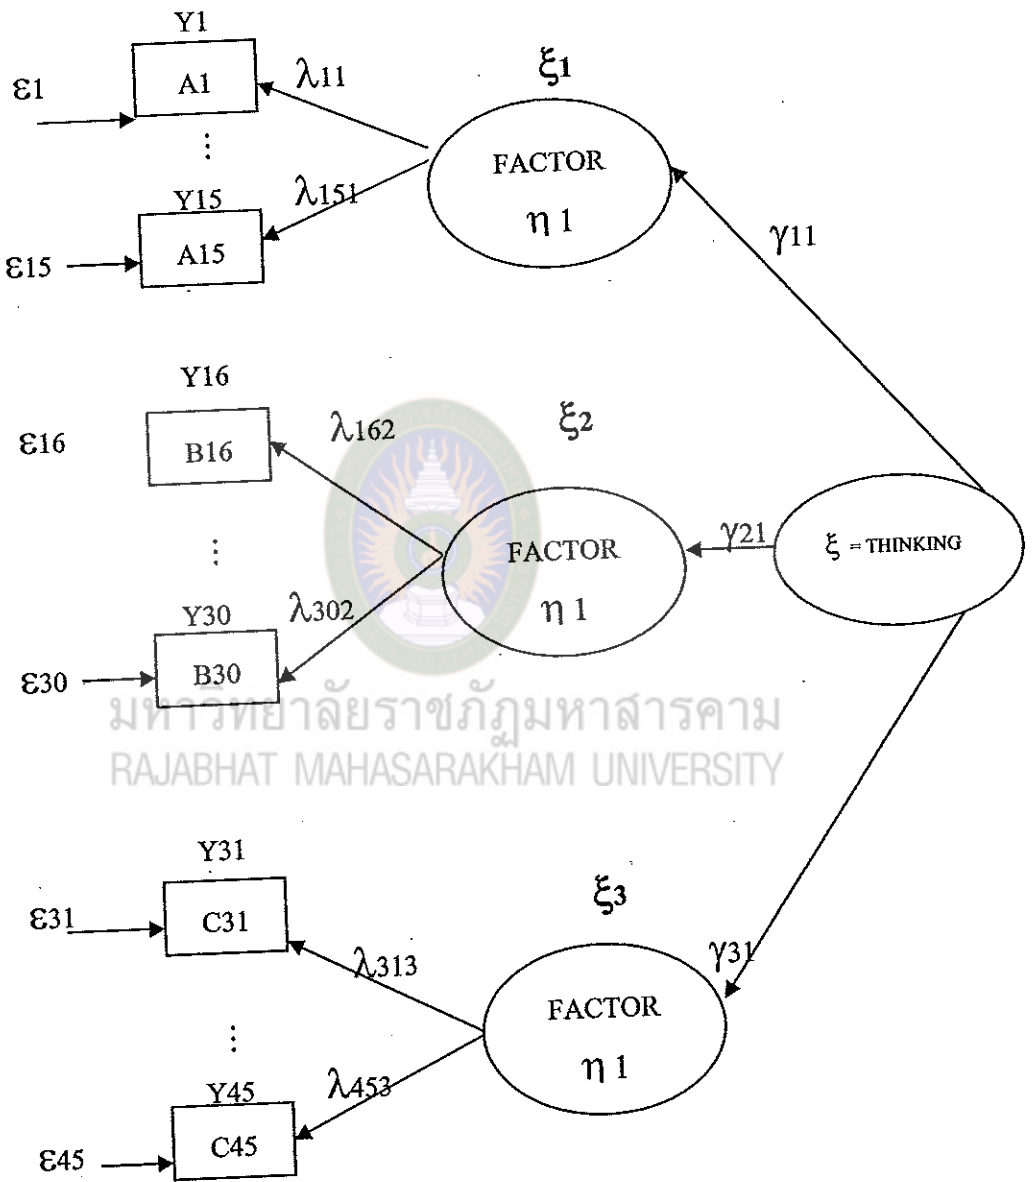 Y1
ε1
A1
λ11
ξ1
FACTOR
η 1
Y15
ε15
A15
λ151
γ11
Y16
ε16
B16
λ162
ξ2
FACTOR
η 1
γ21
ξ = THINKING
Y30
ε30
B30
λ302
มหาวิทยาลัยราชภัฏมหาสารคาม
RAJABHAT MAHASARAKHAM UNIVERSITY
Y31
ε31
C31
λ313
ξ3
FACTOR
η 1
γ31
Y45
ε45
C45
λ453